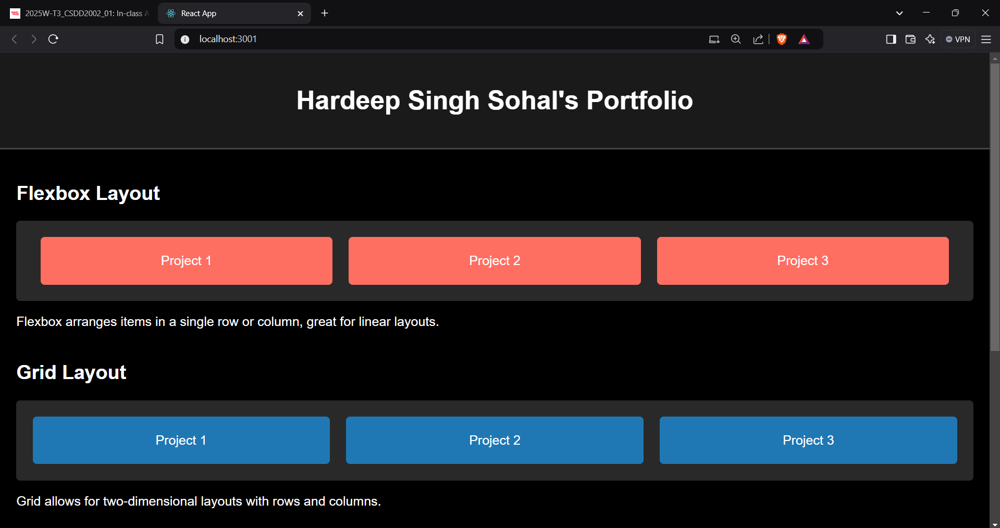 2025W-T3_CSDD2002_01: In-class
React App
localhost:3001
VPN
Hardeep Singh Sohal's Portfolio
Flexbox Layout
Project 1
Project 2
Project 3
Flexbox arranges items in a single row or column, great for linear layouts.
Grid Layout
Project 1
Project 2
Project 3
Grid allows for two-dimensional layouts with rows and columns.